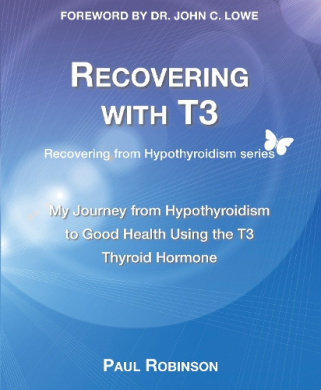 FOREWORD BY DR. JOHN C. LOWE
RECOVERING
WITH T3
Recovering from Hypothyroidism series
My Journey from Hypothyroidism
to Good Health Using the T3
Thyroid Hormone
PAUL ROBINSON